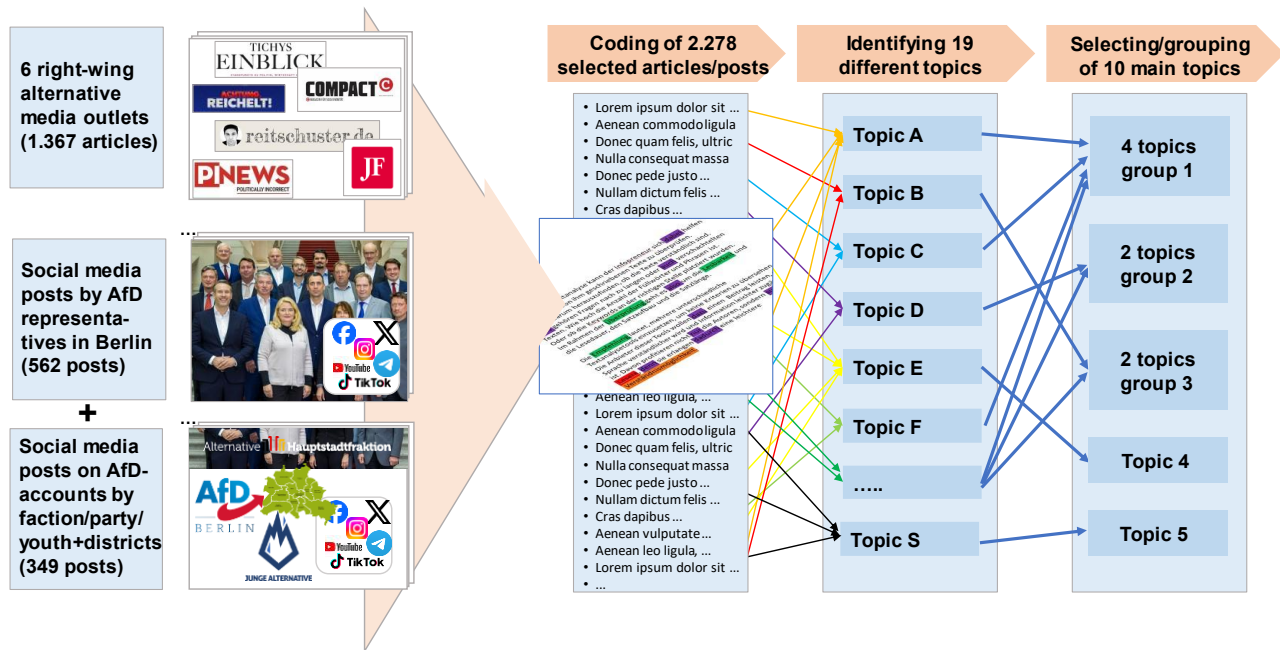 6 right-wing
alternative
media outlets
(1.367 articles)
TICHYS
EINBLICK
ACHTUNG,
REICHELT!
COMPACT
reitschuster.de
PI NEWS
POLITICALLY INCORRECT
JF
...
Social media
posts by AfD
representa-
tives in Berlin
(562 posts)
YouTube
TikTok
+
...
Social media
posts on AfD-
accounts by
faction/party/
youth+districts
(349 posts)
Alternative Hauptstadtfraktion
AfD
BERLIN
JUNGE ALTERNATIVE
YouTube
TikTok
Coding of 2.278
selected articles/posts
• Lorem ipsum dolor sit ...
• Aenean commodo ligula
• Donec quam felis, ultric
• Nulla consequat massa
• Donec pede justo ...
• Nullam dictum felis ...
• Cras dapibus ...
Aenean leo ligula, ...
• Lorem ipsum dolor sit ...
• Aenean commodo ligula
• Donec quam felis, ultric
• Nulla consequat massa
• Donec pede justo ...
• Nullam dictum felis ...
• Cras dapibus ...
• Aenean vulputate ...
• Aenean leo ligula, ...
• Lorem ipsum dolor sit ...
• ...
Identifying 19
different topics
Topic A
Topic B
Topic C
Topic D
Topic E
Topic F
.....
Topic S
Selecting/grouping
of 10 main topics
4 topics
group 1
2 topics
group 2
2 topics
group 3
Topic 4
Topic 5